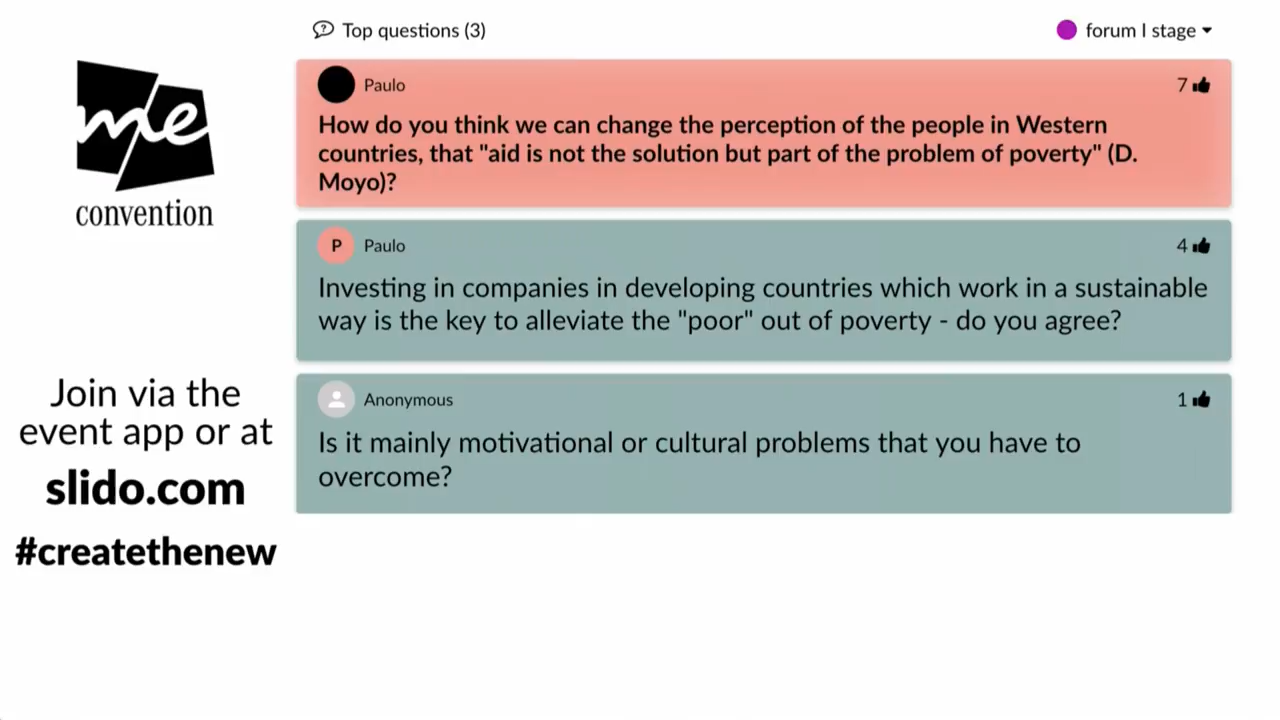 me
convention
Join via the
event app or at
slido.com
#createthenew
Top questions (3)
forum I stage
Paulo
7
How do you think we can change the perception of the people in Western
countries, that "aid is not the solution but part of the problem of poverty" (D.
Moyo)?
P
Paulo
4
Investing in companies in developing countries which work in a sustainable
way is the key to alleviate the "poor" out of poverty - do you agree?
Anonymous
1
Is it mainly motivational or cultural problems that you have to
overcome?